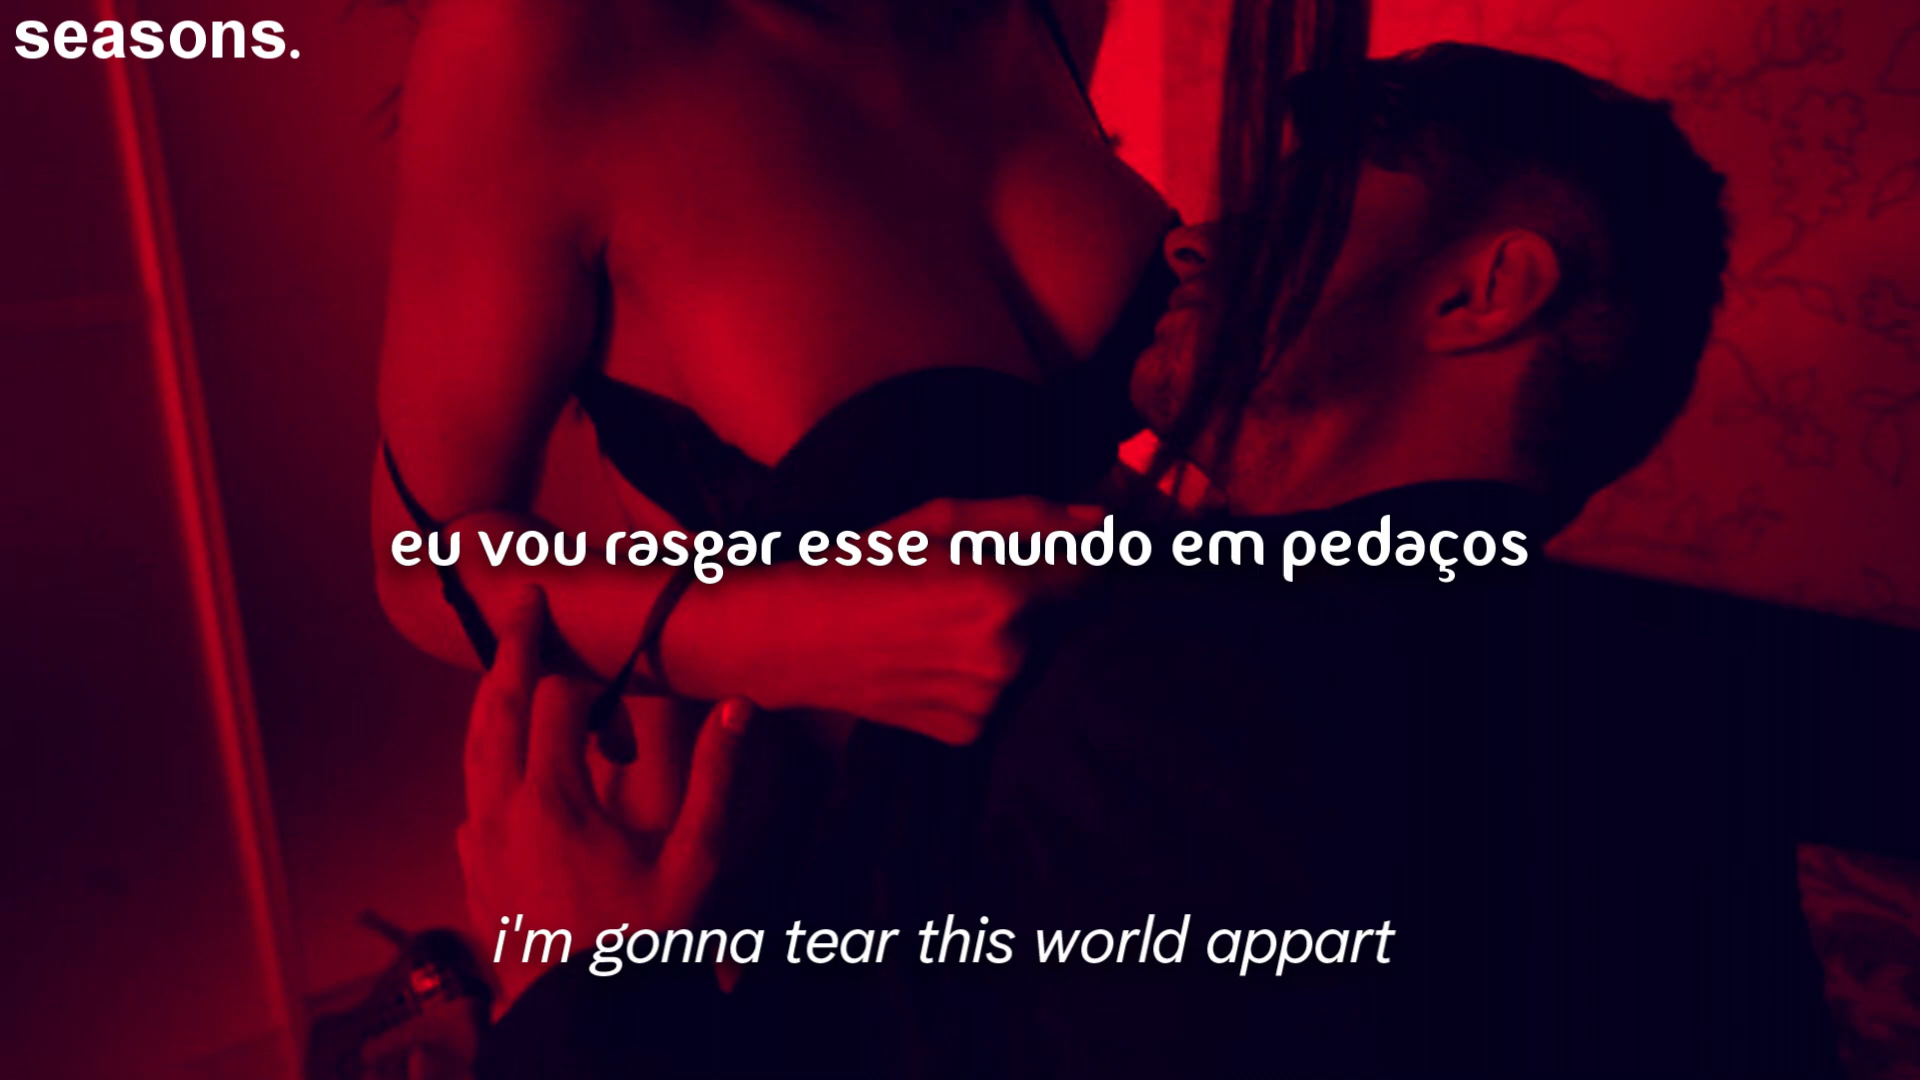 seasons.
eu vou rasgar esse mundo em pedaços
i'm gonna tear this world appart